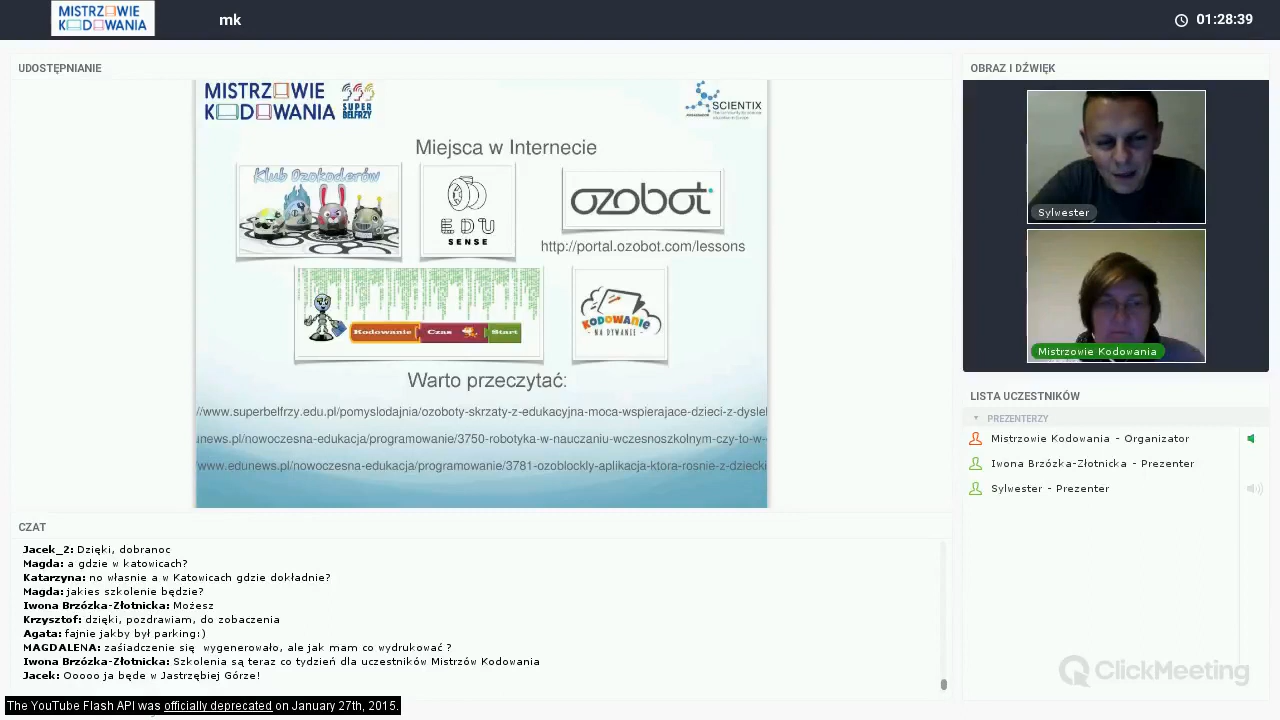 MISTRZOWIE
KODOWANIA
mk
01:28:39
UDOSTĘPNIANIE
MISTRZOWIE
KODOWANIA
SUPER
BELFRZY
SCIENTIX
Miejsca w Internecie
Klub Ozokoderów
EDU
SENSE
ozobot
http://portal.ozobot.com/lessons
Kodowanie Czas Start
KODOWANIE
NA DYWANIE
Warto przeczytać:
//www.superbelfrzy.edu.pl/pomyslodajnia/ozoboty-skrzaty-z-edukacyjna-moca-wspierajace-dzieci-z-dyslel
unews.pl/nowoczesna-edukacja/programowanie/3750-robotyka-w-nauczaniu-wczesnoszkolnym-czy-to-w-
/www.edunews.pl/nowoczesna-edukacja/programowanie/3781-ozoblockly-aplikacja-ktora-rosnie-z-dziecki
OBRAZ I DŹWIĘK
Sylwester
Mistrzowie Kodowania
LISTA UCZESTNIKÓW
PREZENTERZY
Mistrzowie Kodowania - Organizator
Iwona Brzózka-Złotnicka - Prezenter
Sylwester - Prezenter
CZAT
Jacek_2: Dzięki, dobranoc
Magda: a gdzie w katowicach?
Katarzyna: no własnie a w Katowicach gdzie dokładnie?
Magda: jakies szkolenie będzie?
Iwona Brzózka-Złotnicka: Możesz
Krzysztof: dzięki, pozdrawiam, do zobaczenia
Agata: fajnie jakby był parking:)
MAGDALENA: zaśiadczenie się wygenerowało, ale jak mam co wydrukować ?
Iwona Brzózka-Złotnicka: Szkolenia są teraz co tydzień dla uczestników Mistrzów Kodowania
Jacek: Ooooo ja będe w Jastrzębiej Górze!
ClickMeeting
The YouTube Flash API was officially deprecated on January 27th, 2015.